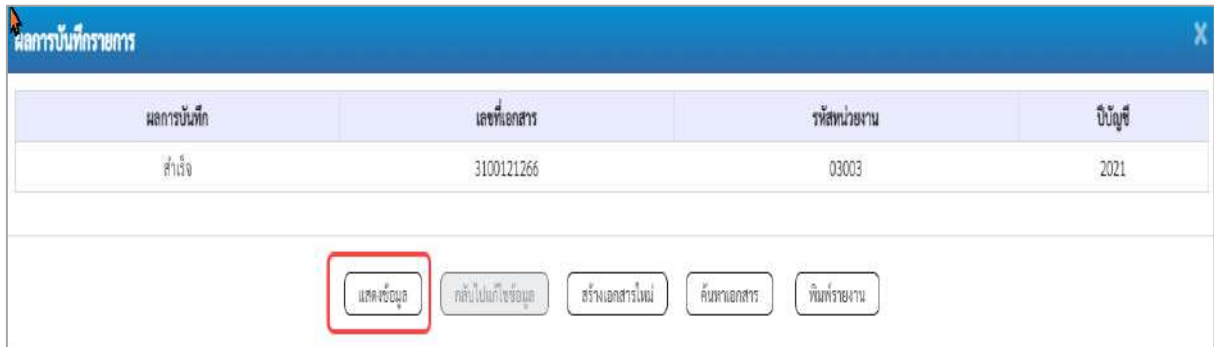 ผลการบันทึกรายการ X
ผลการบันทึก เลขที่เอกสาร รหัสหน่วยงาน ปีบัญชี
สำเร็จ 3100121266 03003 2021
แสดงข้อมูล กลับไปแก้ไขข้อมูล สร้างเอกสารใหม่ ค้นหาเอกสาร พิมพ์รายงาน